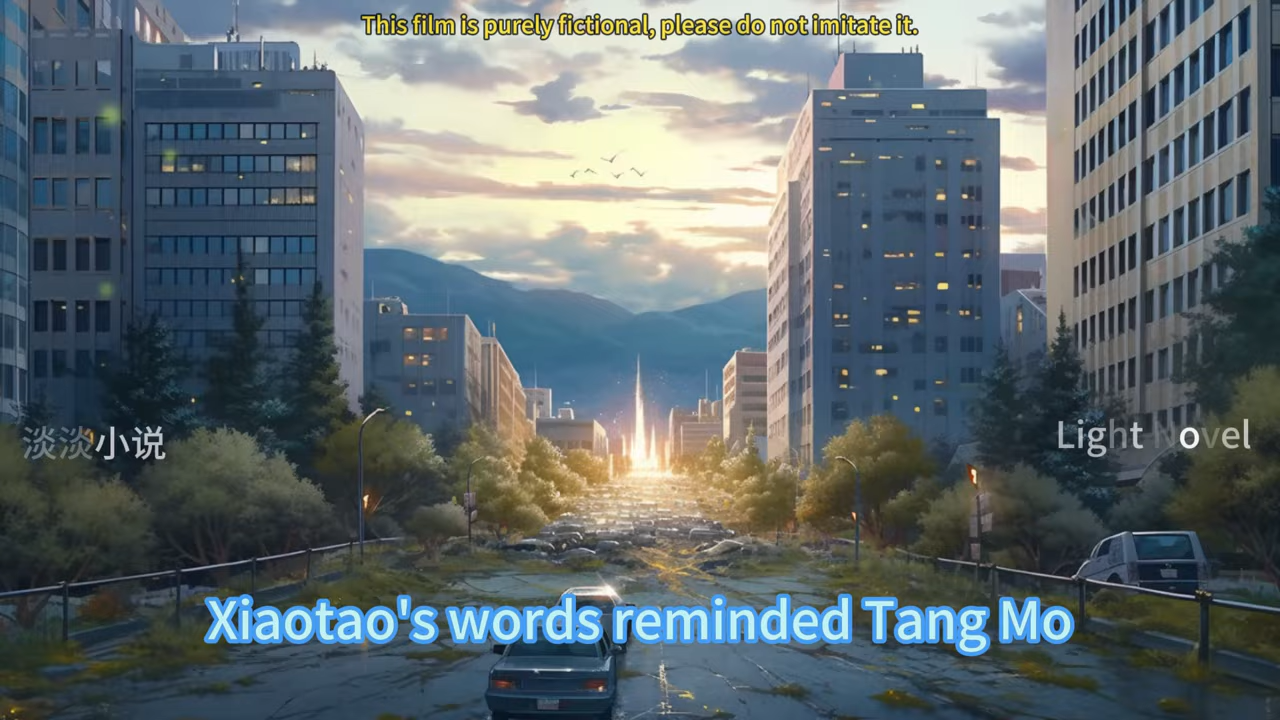 This film is purely fictional, please do not imitate it.
淡淡小说
Light Novel
Xiaotao's words reminded Tang Mo